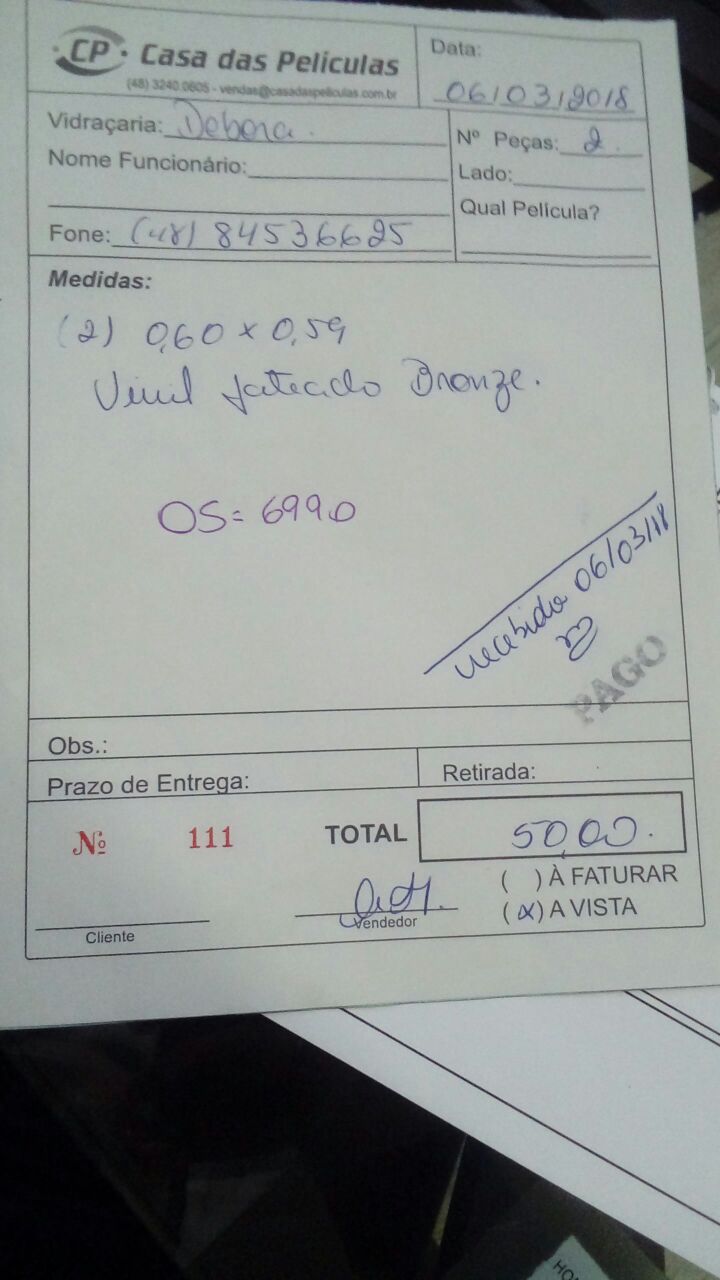 CP Casa das Películas
(48) 3240.0605 - vendas@casadaspeliculas.com.br
Data:
06/03/2018
Vidraçaria: Debora.
Nº Peças: 2.
Nome Funcionário:
Lado:
Qual Película?
Fone: (48) 84536625
Medidas:
(2) 0,60 x 0,59
Vinil jateado Bronze.
OS= 6990
recebido 06/03/18
PAGO
Obs.:
Prazo de Entrega:
Retirada:
Nº 111
TOTAL 50,00.
( ) À FATURAR
(x) A VISTA
Cliente
Vendedor
HO